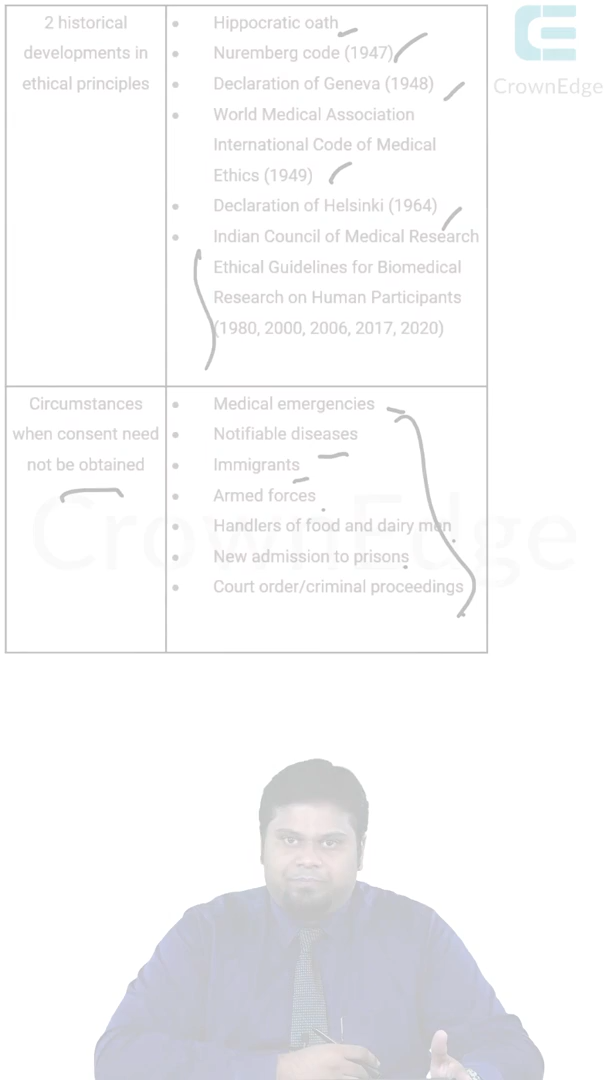 2 historical
developments in
ethical principles
• Hippocratic oath
• Nuremberg code (1947)
• Declaration of Geneva (1948)
• World Medical Association
International Code of Medical
Ethics (1949)
• Declaration of Helsinki (1964)
• Indian Council of Medical Research
Ethical Guidelines for Biomedical
Research on Human Participants
(1980, 2000, 2006, 2017, 2020)
CrownEdge
Circumstances
when consent need
not be obtained
• Medical emergencies
• Notifiable diseases
• Immigrants
• Armed forces
• Handlers of food and dairy men
• New admission to prisons
• Court order/criminal proceedings
CrownEdge